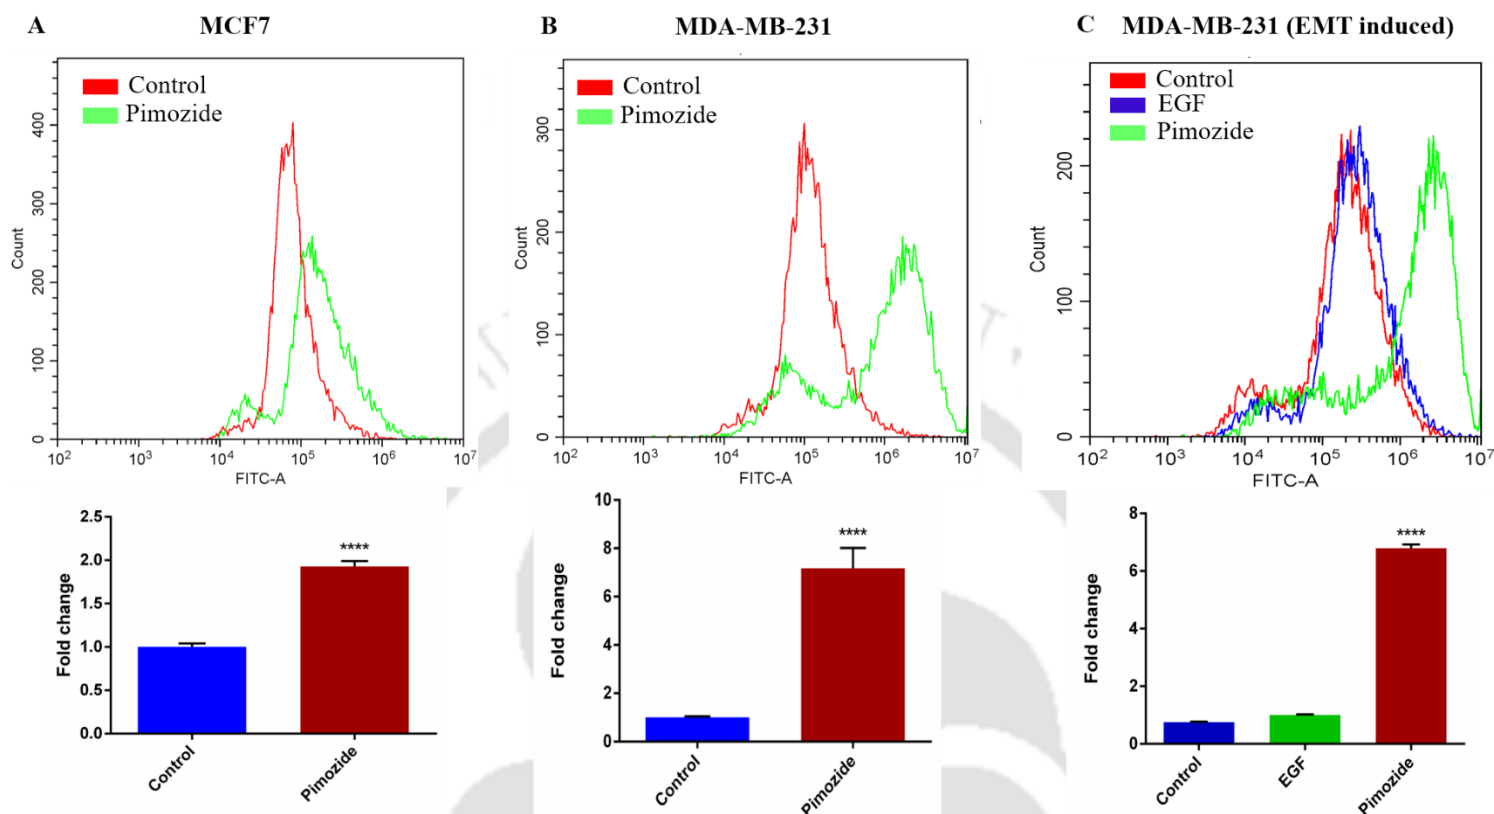 A MCF7
Control
Pimozide
400
300
200
100
0
Count
10² 10³ 10⁴ 10⁵ 10⁶ 10⁷
FITC-A
B MDA-MB-231
Control
Pimozide
300
200
100
0
Count
10² 10³ 10⁴ 10⁵ 10⁶ 10⁷
FITC-A
C MDA-MB-231 (EMT induced)
Control
EGF
Pimozide
200
100
0
Count
10² 10³ 10⁴ 10⁵ 10⁶ 10⁷
FITC-A
2.5
2.0
1.5
1.0
0.5
0.0
Fold change
****
Control
Pimozide
10
8
6
4
2
0
Fold change
****
Control
Pimozide
8
6
4
2
0
Fold change
****
Control
EGF
Pimozide